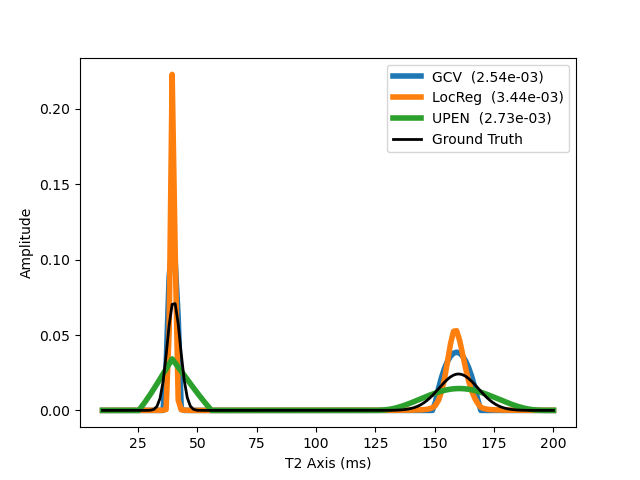 GCV (2.54e-03)
LocReg (3.44e-03)
UPEN (2.73e-03)
Ground Truth
0.20
0.15
0.10
0.05
0.00
Amplitude
25 50 75 100 125 150 175 200
T2 Axis (ms)